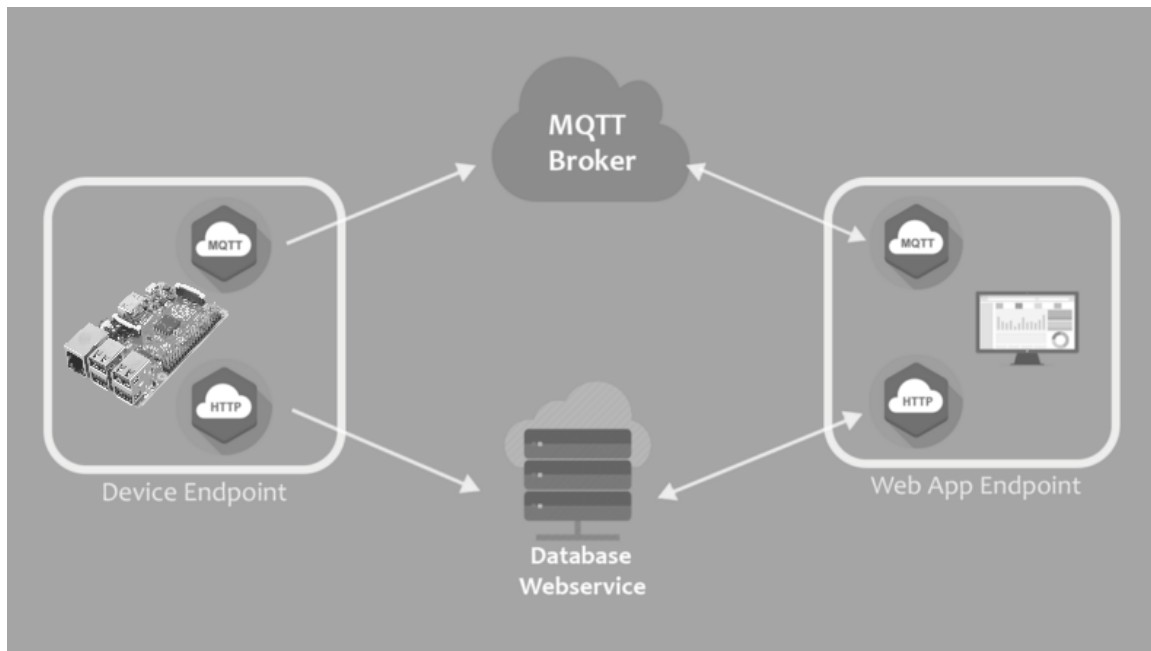 MQTT
Broker
MQTT
MQTT
HTTP
HTTP
Device Endpoint
Web App Endpoint
Database
Webservice